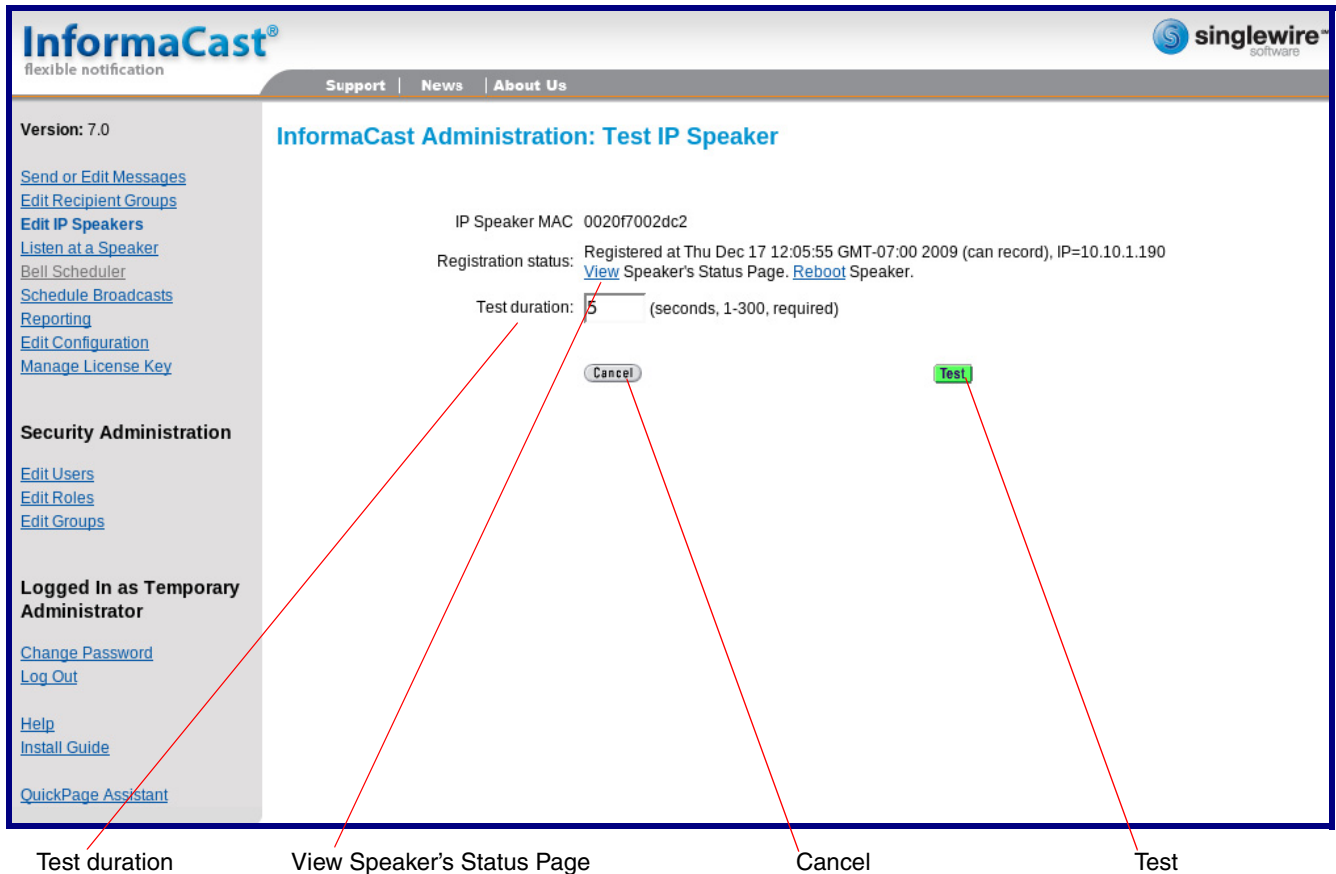 InformaCast®
flexible notification
singlewire™
software
Support | News | About Us
Version: 7.0
Send or Edit Messages
Edit Recipient Groups
Edit IP Speakers
Listen at a Speaker
Bell Scheduler
Schedule Broadcasts
Reporting
Edit Configuration
Manage License Key
Security Administration
Edit Users
Edit Roles
Edit Groups
Logged In as Temporary
Administrator
Change Password
Log Out
Help
Install Guide
QuickPage Assistant
InformaCast Administration: Test IP Speaker
IP Speaker MAC 0020f7002dc2
Registration status: Registered at Thu Dec 17 12:05:55 GMT-07:00 2009 (can record), IP=10.10.1.190
View Speaker's Status Page. Reboot Speaker.
Test duration: 5 (seconds, 1-300, required)
Cancel Test
Test duration View Speaker’s Status Page Cancel Test